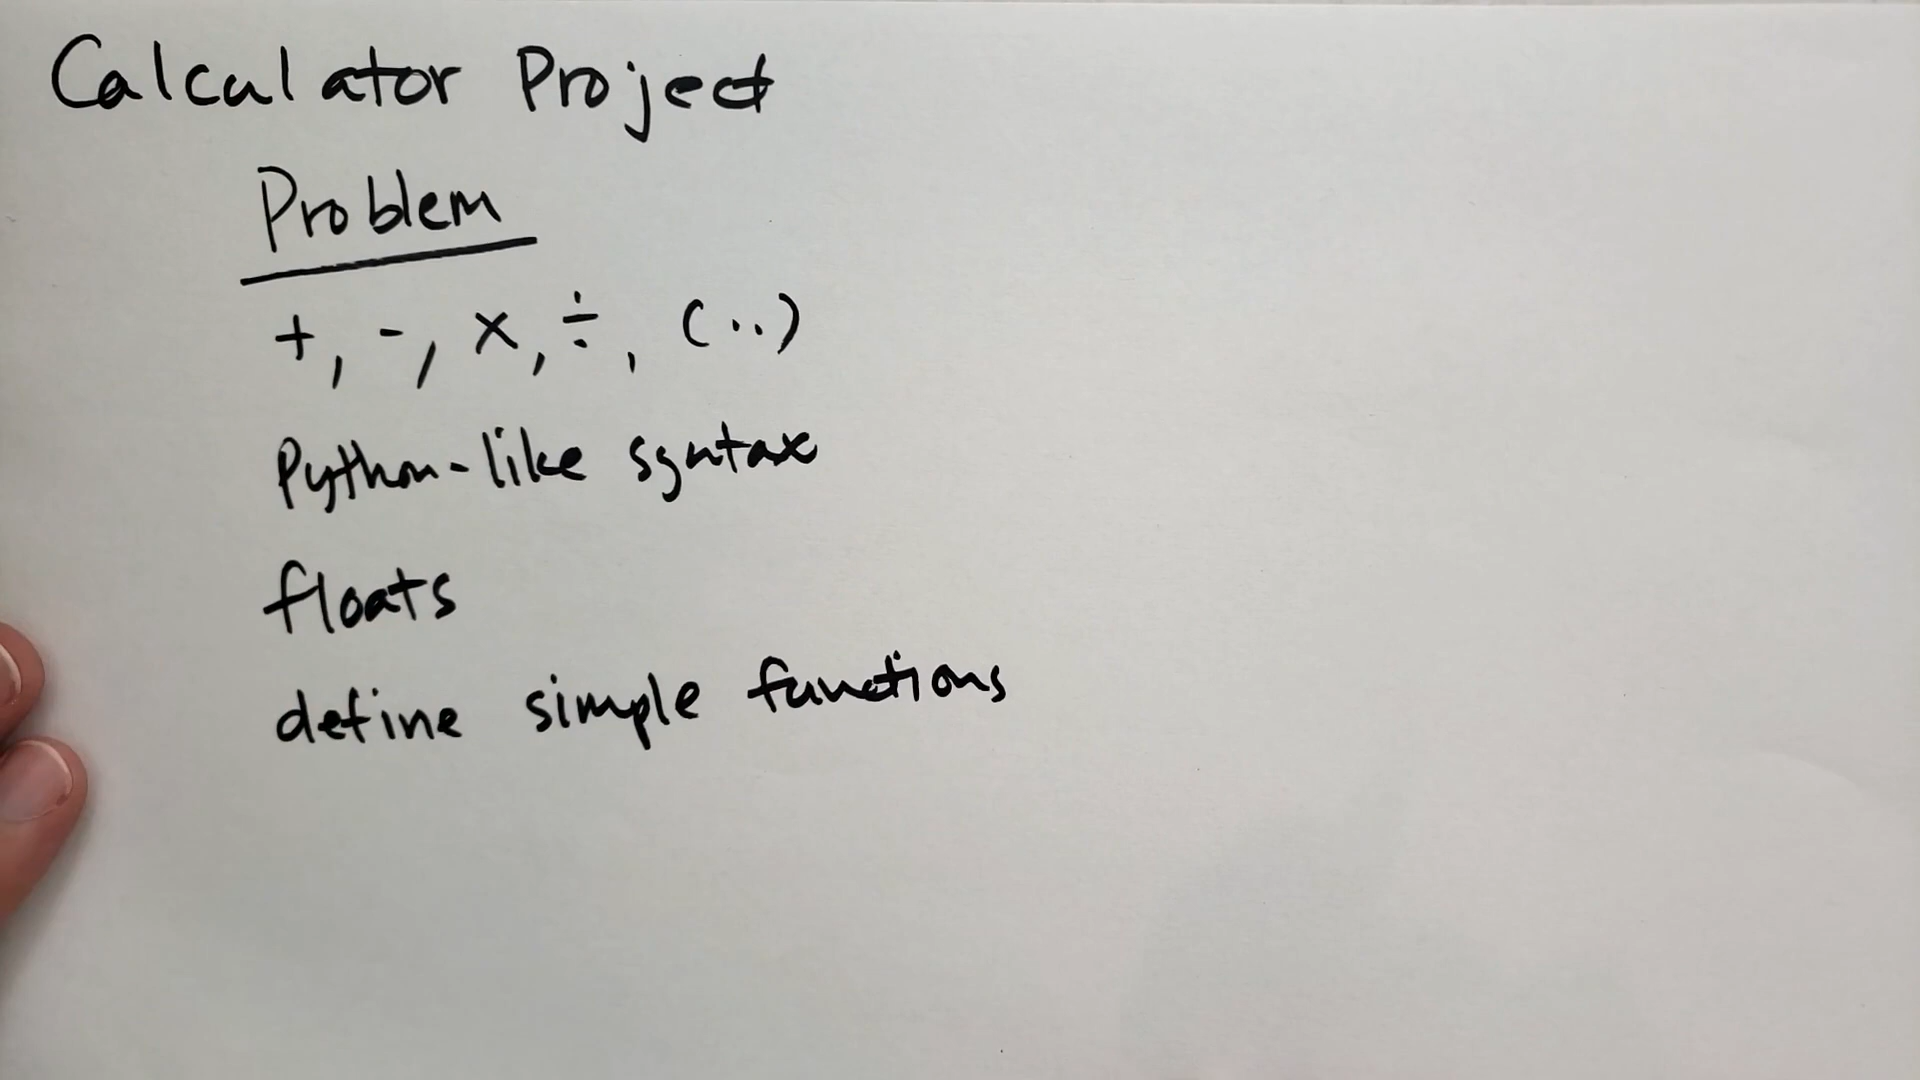 Calculator Project
Problem
+, -, ×, ÷, (..)
Python-like syntax
floats
define simple functions